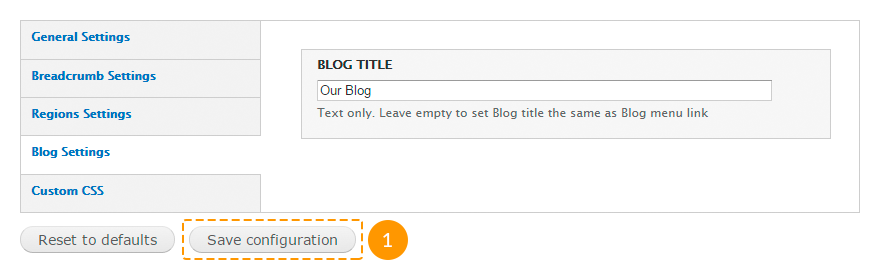 General Settings
Breadcrumb Settings
Regions Settings
Blog Settings
Custom CSS
BLOG TITLE
Our Blog
Text only. Leave empty to set Blog title the same as Blog menu link
Reset to defaults
Save configuration
1